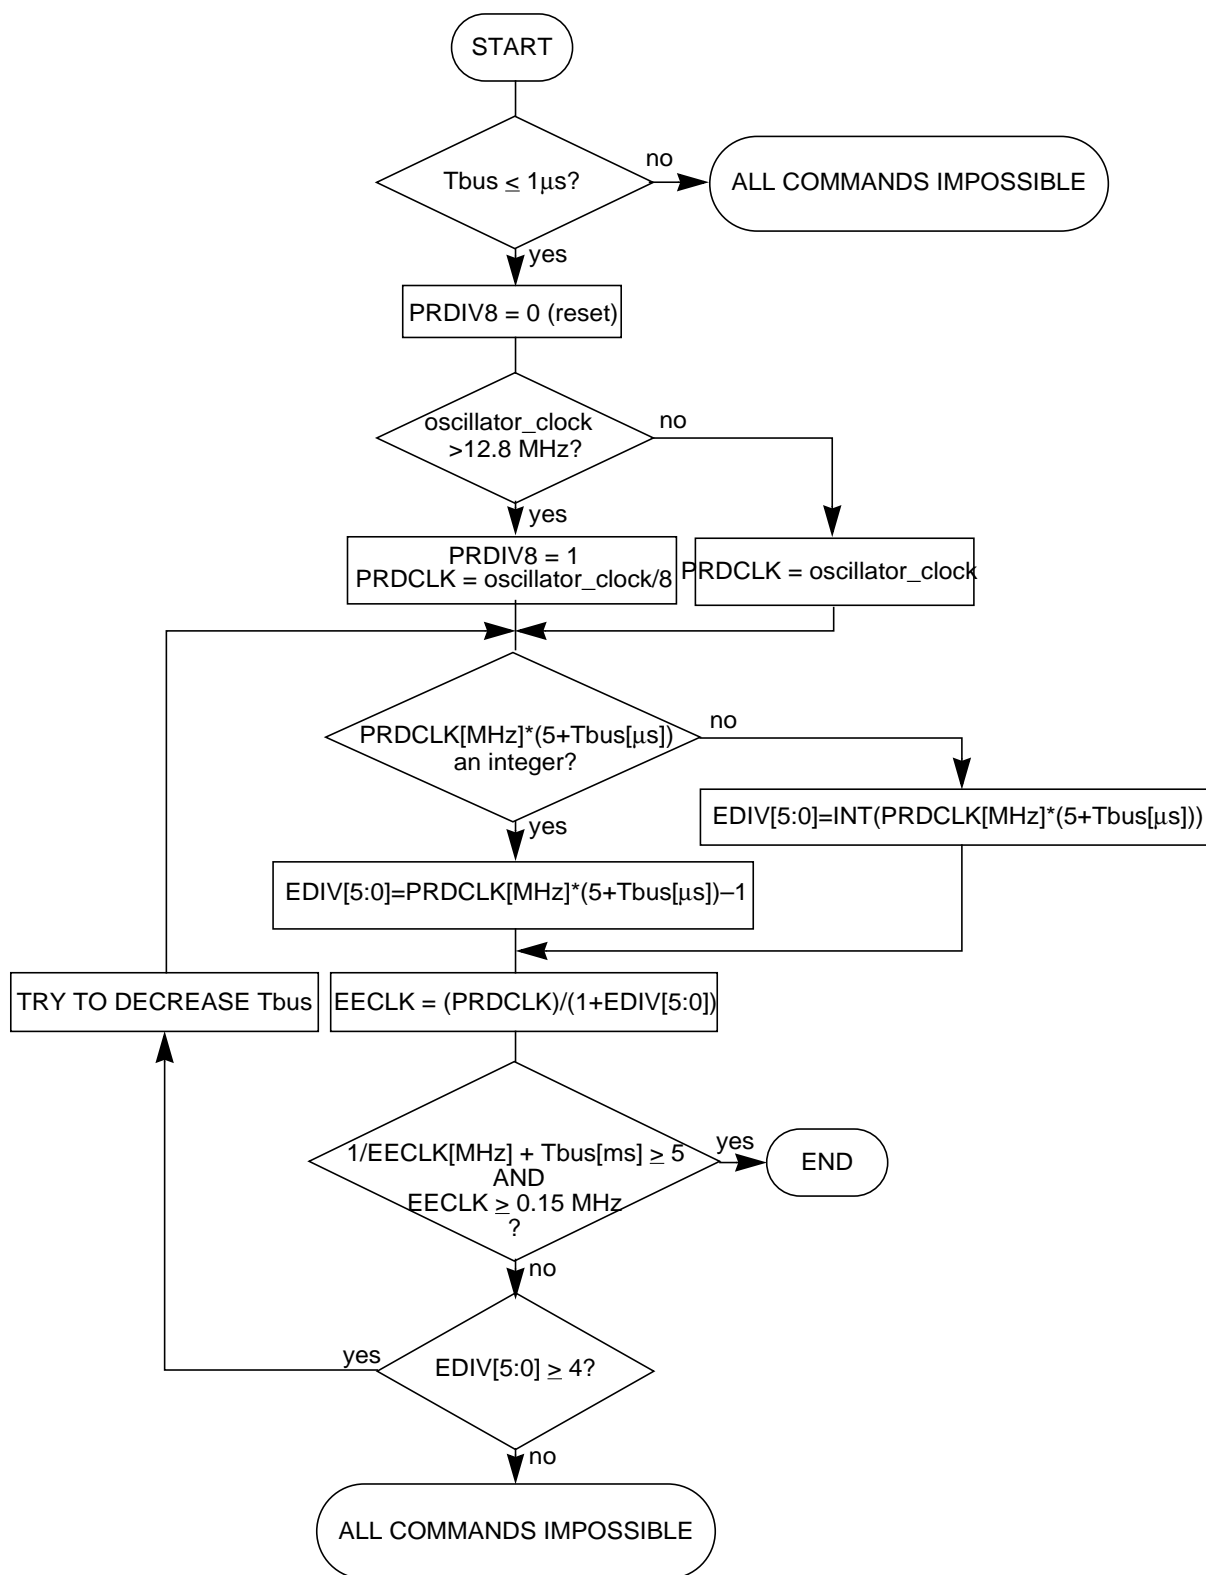 START
Tbus ≤ 1μs?
no
ALL COMMANDS IMPOSSIBLE
yes
PRDIV8 = 0 (reset)
oscillator_clock
>12.8 MHz?
no
yes
PRDIV8 = 1
PRDCLK = oscillator_clock/8
PRDCLK = oscillator_clock
PRDCLK[MHz]*(5+Tbus[μs])
an integer?
no
yes
EDIV[5:0]=INT(PRDCLK[MHz]*(5+Tbus[μs]))
EDIV[5:0]=PRDCLK[MHz]*(5+Tbus[μs])–1
TRY TO DECREASE Tbus
EECLK = (PRDCLK)/(1+EDIV[5:0])
1/EECLK[MHz] + Tbus[ms] ≥ 5
AND
EECLK ≥ 0.15 MHz
?
yes
END
no
EDIV[5:0] ≥ 4?
yes
no
ALL COMMANDS IMPOSSIBLE